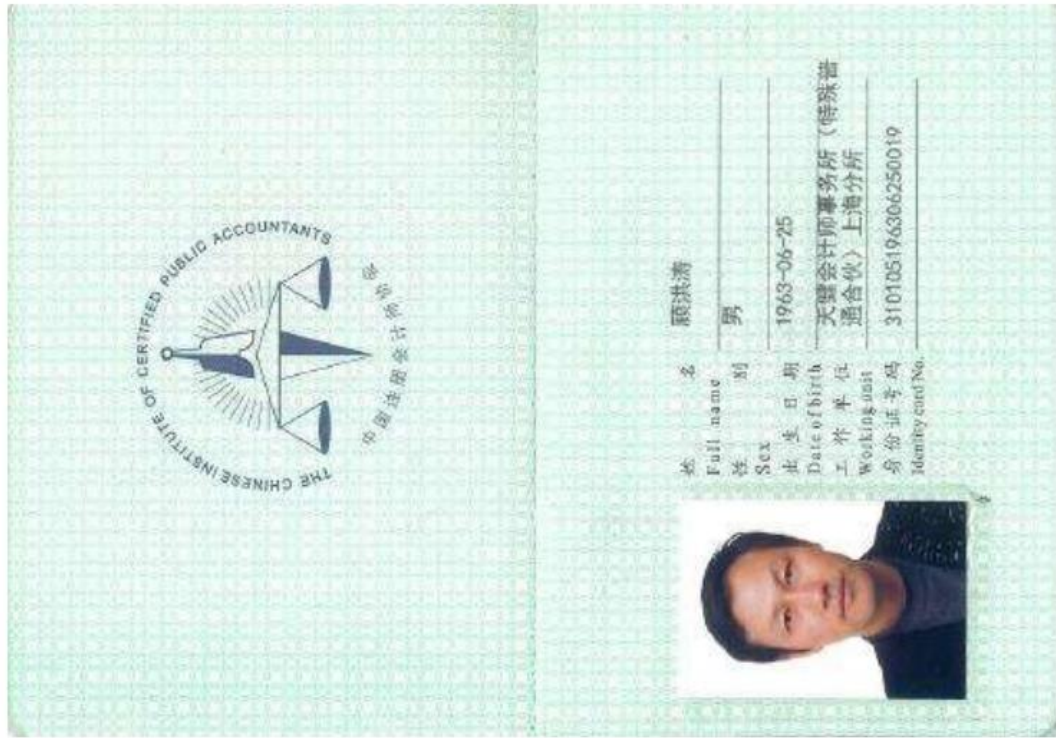 THE CHINESE INSTITUTE OF CERTIFIED PUBLIC ACCOUNTANTS
中国注册会计师协会
姓 名 顾洪涛
Full name
性 别 男
Sex
出 生 日 期 1963-06-25
Date of birth
工 作 单 位 天健会计师事务所(特殊普
Working unit 通合伙)上海分所
身份证号码 310105196306250019
Identity card No.